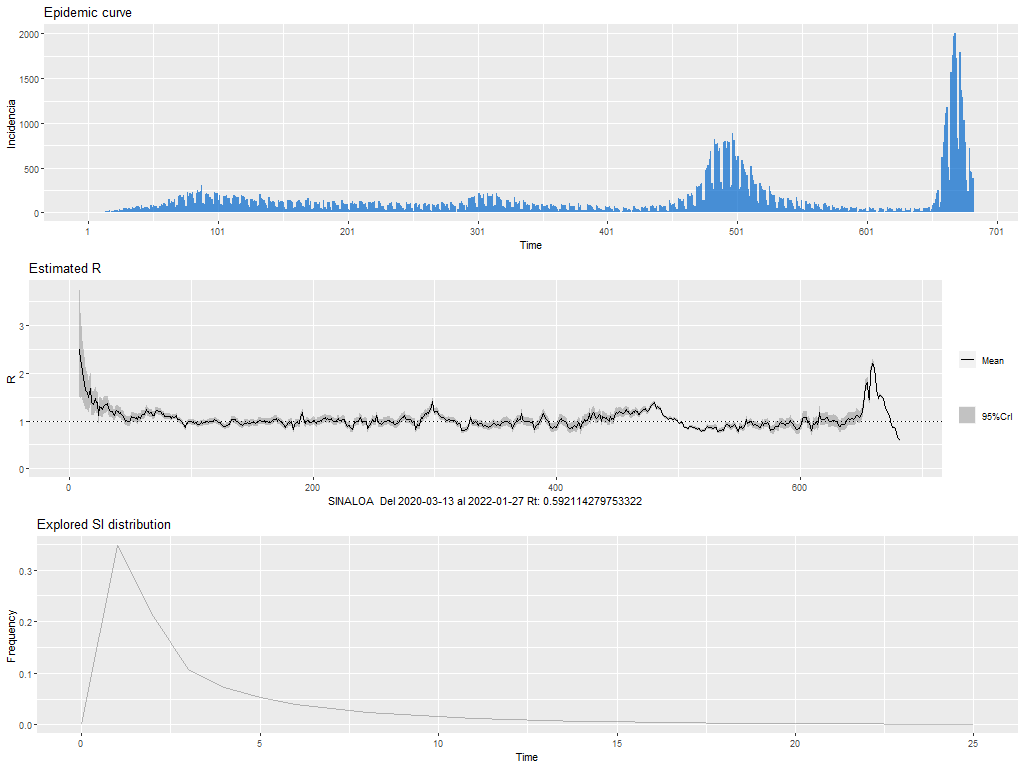 Epidemic curve
2000
1500
1000
500
0
Incidencia
1 101 201 301 401 501 601 701
Time
Estimated R
3
2
1
0
R
Mean
95%CrI
0 200 400 600
SINALOA Del 2020-03-13 al 2022-01-27 Rt: 0.592114279753322
Explored SI distribution
0.3
0.2
0.1
0.0
Frequency
0 5 10 15 20 25
Time